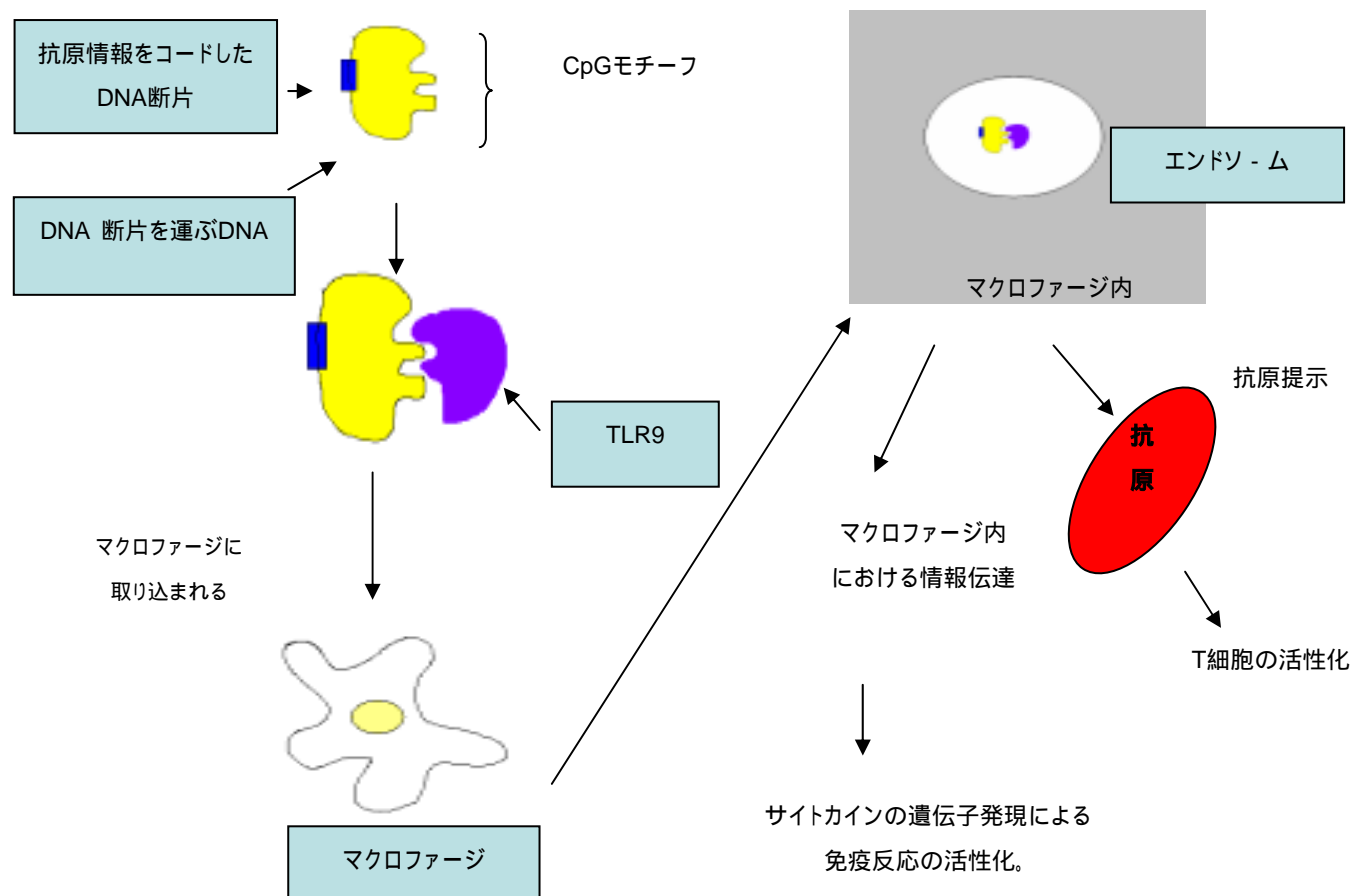 抗原情報をコードした
DNA断片
CpGモチーフ
DNA 断片を運ぶDNA
TLR9
マクロファージに
取り込まれる
マクロファージ
エンドソ - ム
マクロファージ内
抗原提示
抗
原
マクロファージ内
における情報伝達
T細胞の活性化
サイトカインの遺伝子発現による
免疫反応の活性化。